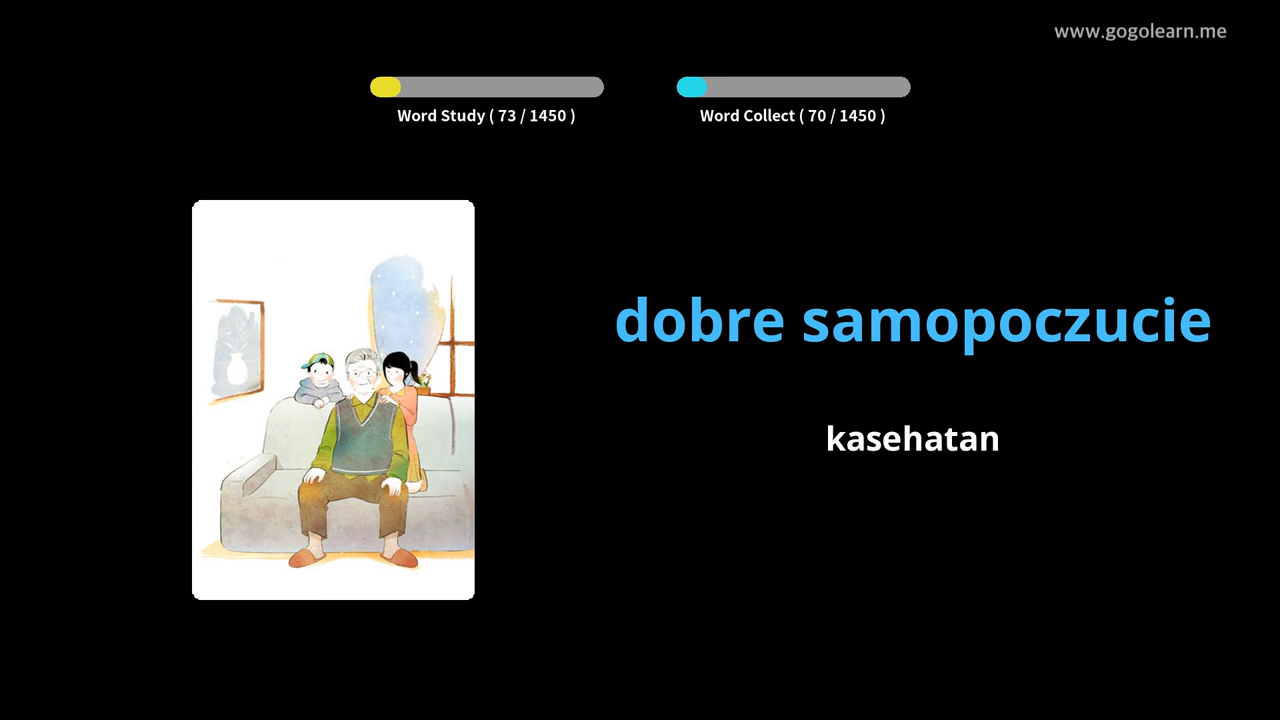 www.gogolearn.me
Word Study ( 73 / 1450 )
Word Collect ( 70 / 1450 )
dobre samopoczucie
kasehatan